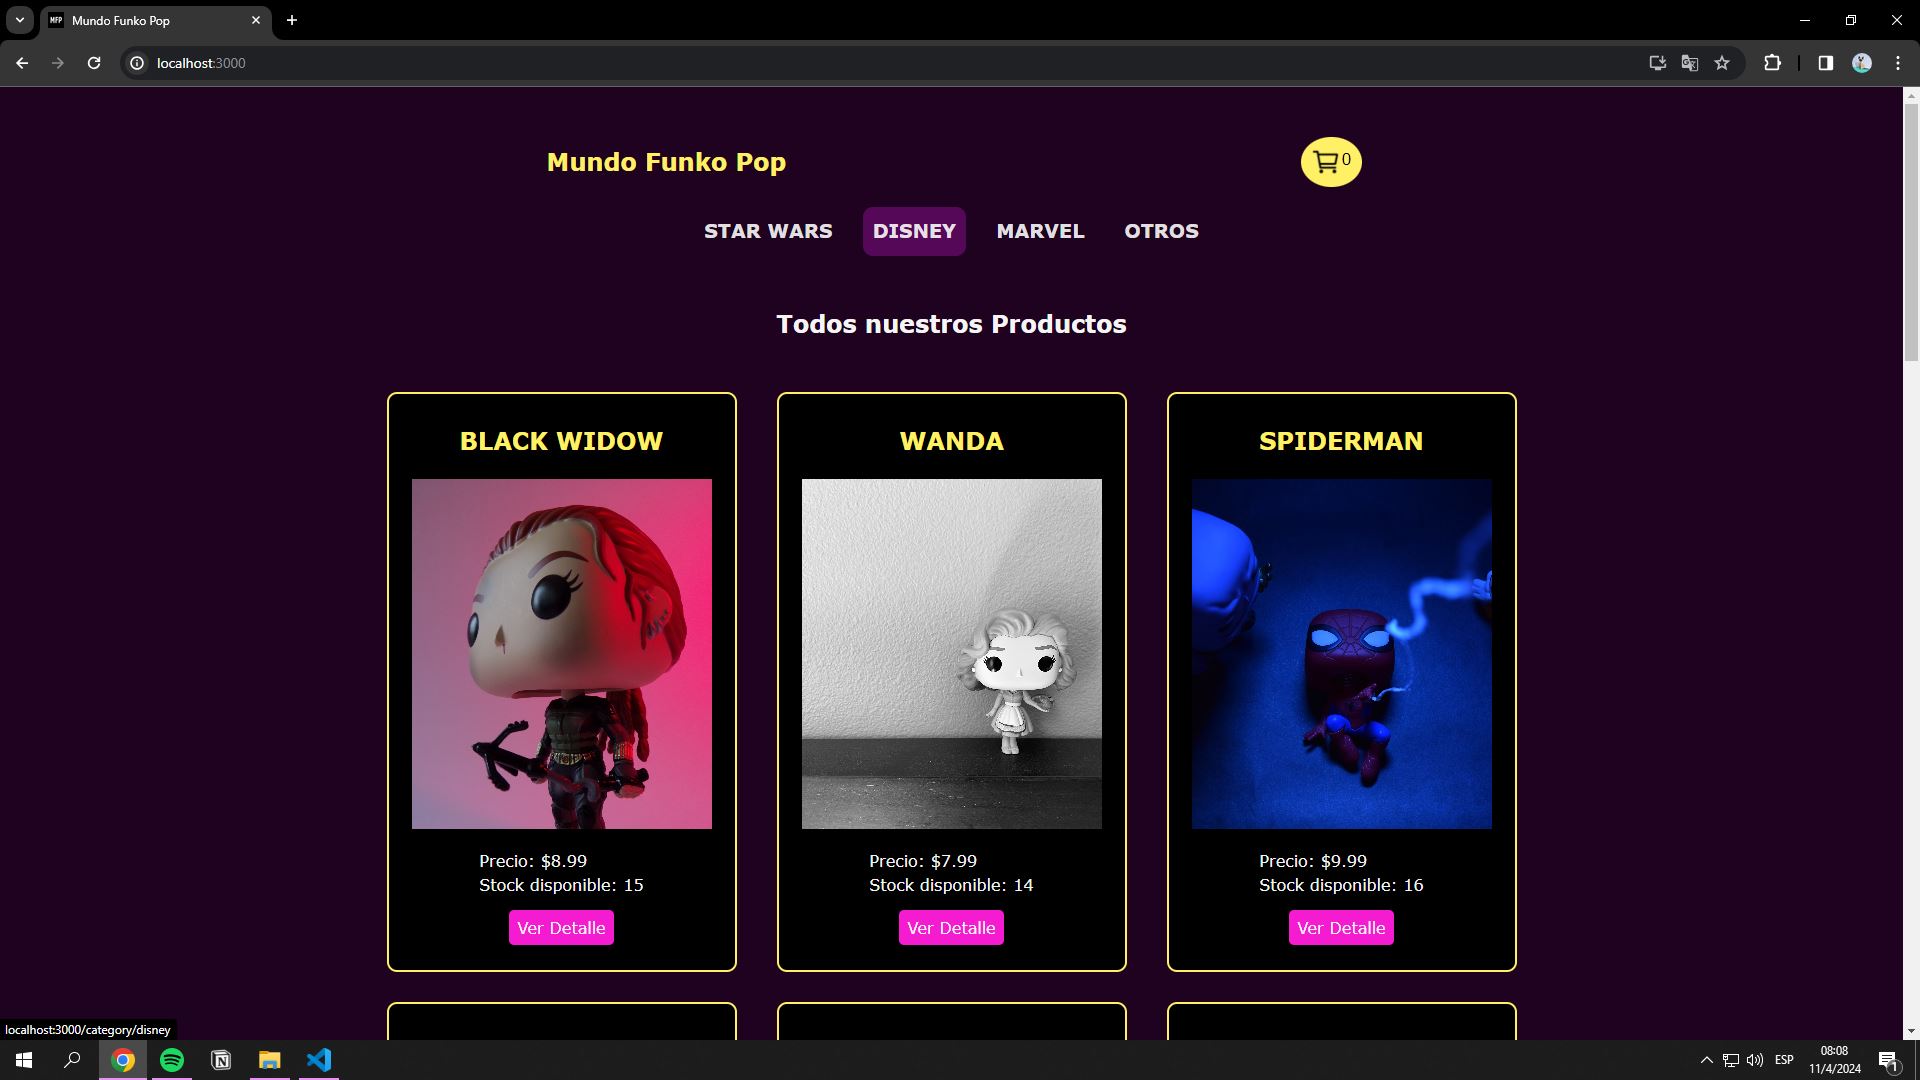 MFP Mundo Funko Pop
localhost:3000
Mundo Funko Pop
0
STAR WARS DISNEY MARVEL OTROS
Todos nuestros Productos
BLACK WIDOW
Precio: $8.99
Stock disponible: 15
Ver Detalle
WANDA
Precio: $7.99
Stock disponible: 14
Ver Detalle
SPIDERMAN
Precio: $9.99
Stock disponible: 16
Ver Detalle
localhost:3000/category/disney
ESP
08:08
11/4/2024
1